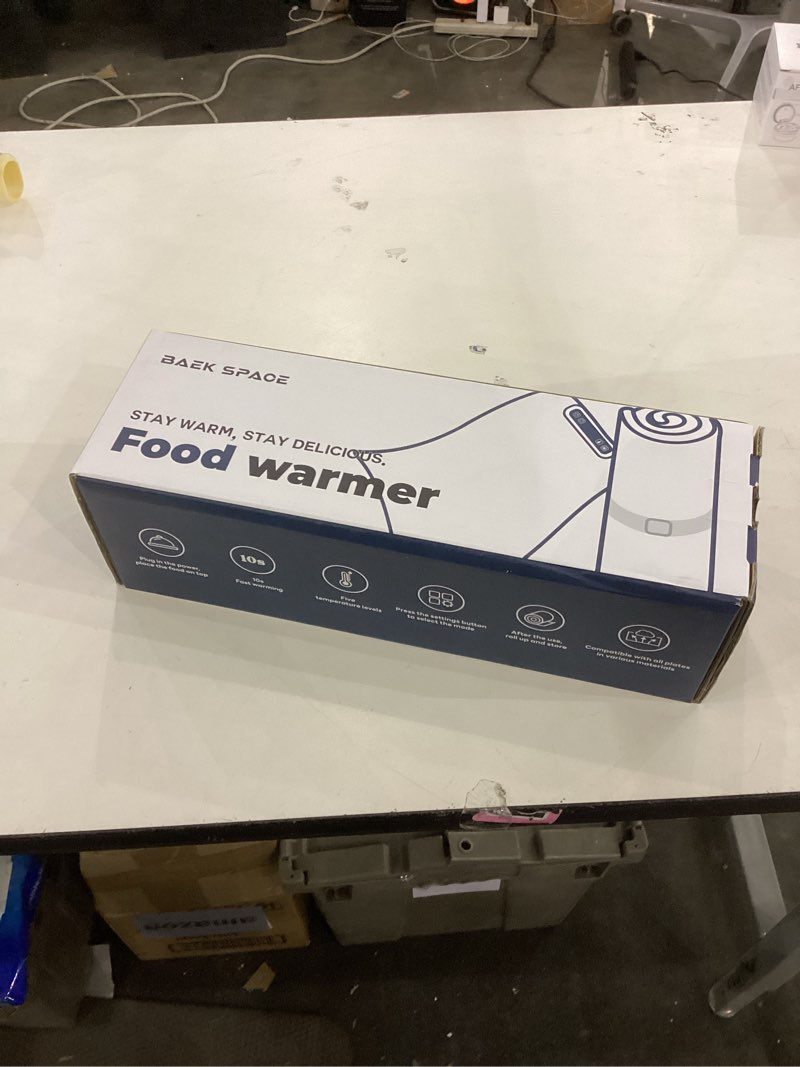 BAEK SPACE
STAY WARM, STAY DELICIOUS.
Food warmer
Plug in the power,
place the food on top
10s
10s
Fast warming
Five
temperature levels
Press the settings button
to select the mode
After the use,
roll up and store
Compatible with all plates
in various materials
AF